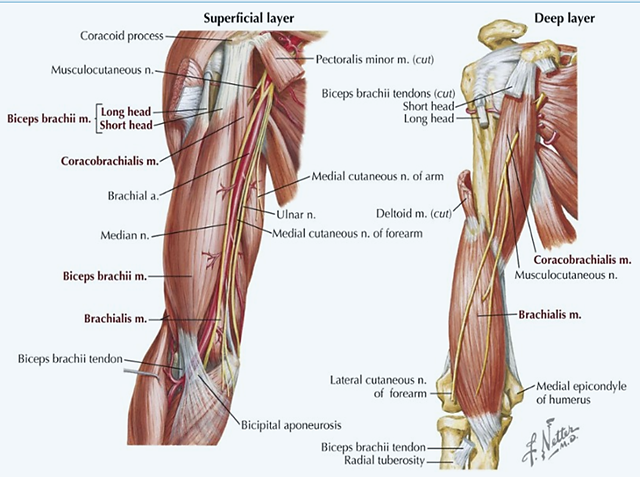 Superficial layer
Coracoid process
Musculocutaneous n.
Biceps brachii m.
Long head
Short head
Coracobrachialis m.
Brachial a.
Median n.
Biceps brachii m.
Brachialis m.
Biceps brachii tendon
Pectoralis minor m. (cut)
Medial cutaneous n. of arm
Ulnar n.
Medial cutaneous n. of forearm
Bicipital aponeurosis
Deep layer
Biceps brachii tendons (cut)
Short head
Long head
Deltoid m. (cut)
Coracobrachialis m.
Musculocutaneous n.
Brachialis m.
Lateral cutaneous n.
of forearm
Medial epicondyle
of humerus
Biceps brachii tendon
Radial tuberosity
F. Netter
M.D.